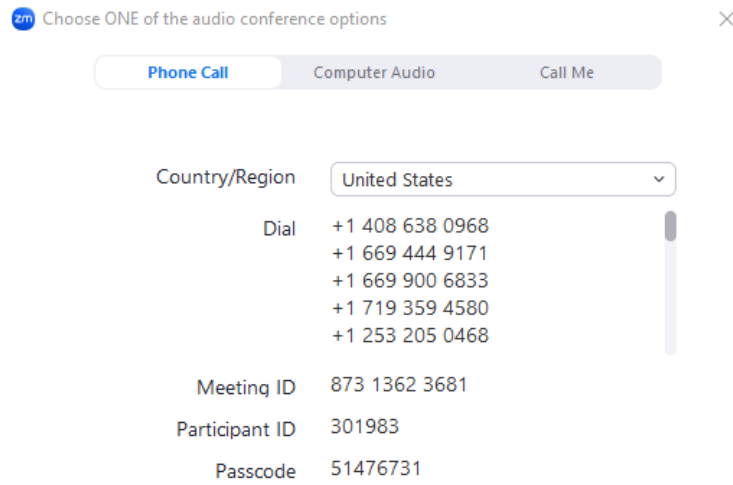 zm Choose ONE of the audio conference options
Phone Call Computer Audio Call Me
Country/Region United States
Dial +1 408 638 0968
+1 669 444 9171
+1 669 900 6833
+1 719 359 4580
+1 253 205 0468
Meeting ID 873 1362 3681
Participant ID 301983
Passcode 51476731